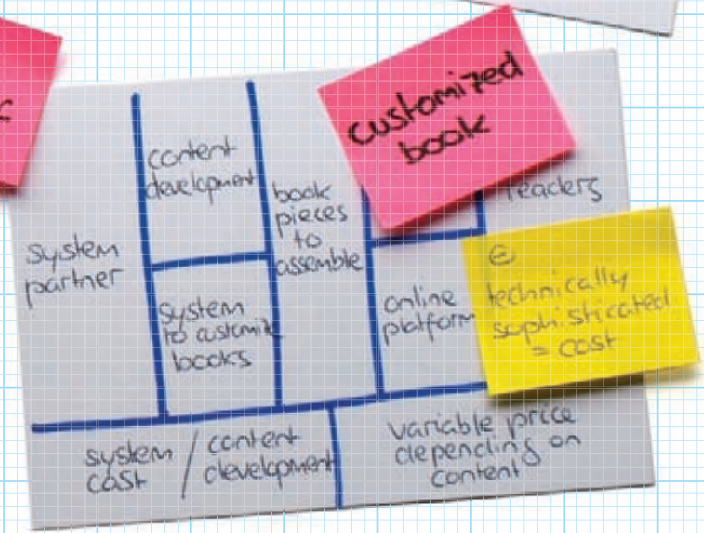 customized
book
content
development
book
pieces
to
assemble
readers
system
partner
system
to customize
books
online
platform
⊖
technically
sophisticated
= cost
system
cost
/ content
development
variable price
depending on
content